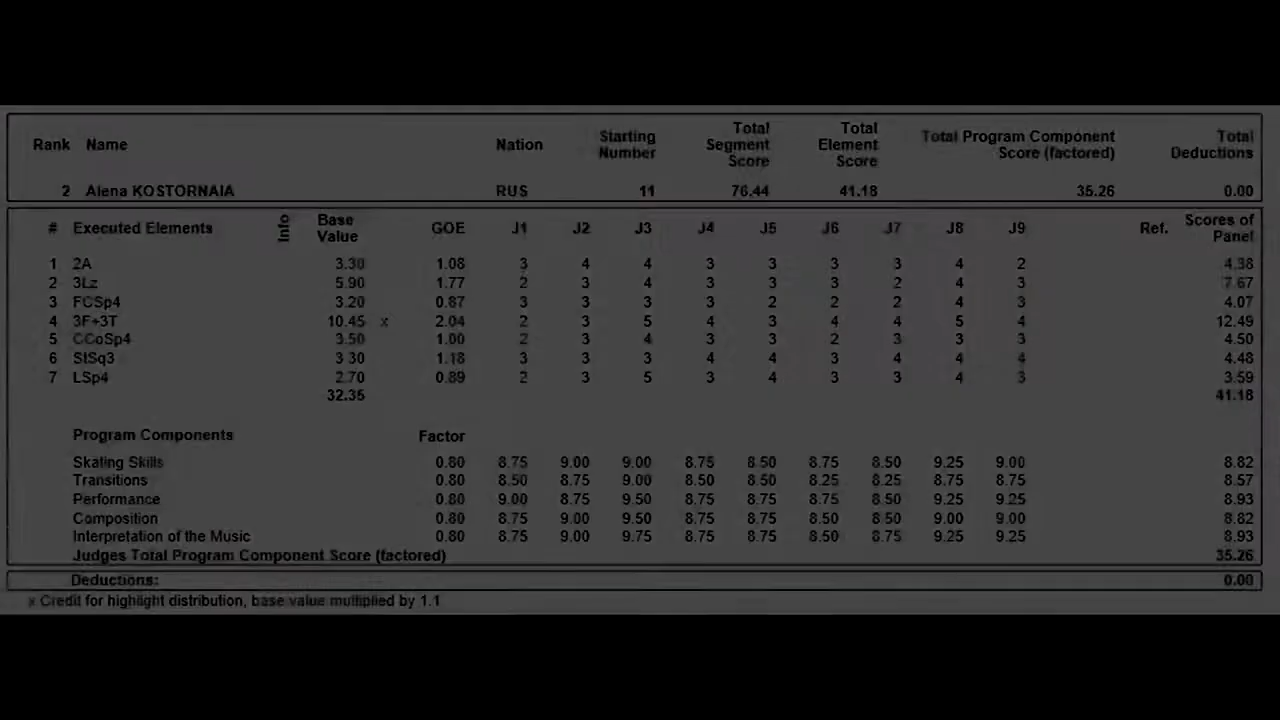 Rank Name Nation Starting Number Total Segment Score Total Element Score Total Program Component Score (factored) Total Deductions
2 Alena KOSTORNAIA RUS 11 76.44 41.18 35.26 0.00
# Executed Elements Info Base Value GOE J1 J2 J3 J4 J5 J6 J7 J8 J9 Ref. Scores of Panel
1 2A 3.30 1.08 3 4 4 3 3 3 3 4 2 4.38
2 3Lz 5.90 1.77 2 3 4 3 3 3 2 4 3 7.67
3 FCSp4 3.20 0.87 3 3 3 3 2 2 2 4 3 4.07
4 3F+3T 10.45 x 2.04 2 3 5 4 3 4 4 5 4 12.49
5 CCoSp4 3.50 1.00 2 3 4 3 3 2 3 3 3 4.50
6 StSq3 3.30 1.18 3 3 3 4 4 3 4 4 4 4.48
7 LSp4 2.70 0.89 2 3 5 3 4 3 3 4 3 3.59
32.35 41.18
Program Components Factor
Skating Skills 0.80 8.75 9.00 9.00 8.75 8.50 8.75 8.50 9.25 9.00 8.82
Transitions 0.80 8.50 8.75 9.00 8.50 8.50 8.25 8.25 8.75 8.75 8.57
Performance 0.80 9.00 8.75 9.50 8.75 8.75 8.75 8.50 9.25 9.25 8.93
Composition 0.80 8.75 9.00 9.50 8.75 8.75 8.50 8.50 9.00 9.00 8.82
Interpretation of the Music 0.80 8.75 9.00 9.75 8.75 8.75 8.50 8.75 9.25 9.25 8.93
Judges Total Program Component Score (factored) 35.26
Deductions: 0.00
x Credit for highlight distribution, base value multiplied by 1.1